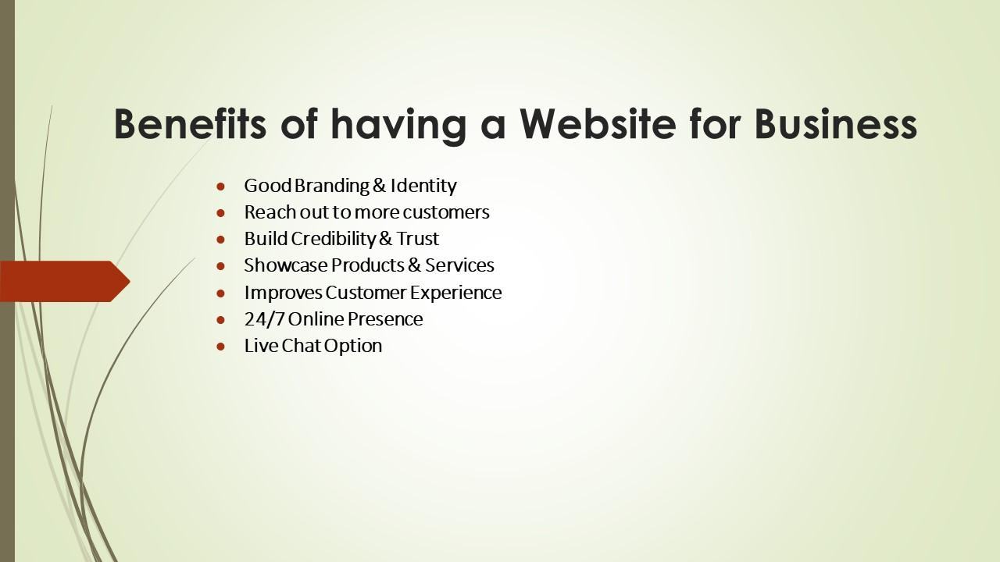 Benefits of having a Website for Business
● Good Branding & Identity
● Reach out to more customers
● Build Credibility & Trust
● Showcase Products & Services
● Improves Customer Experience
● 24/7 Online Presence
● Live Chat Option